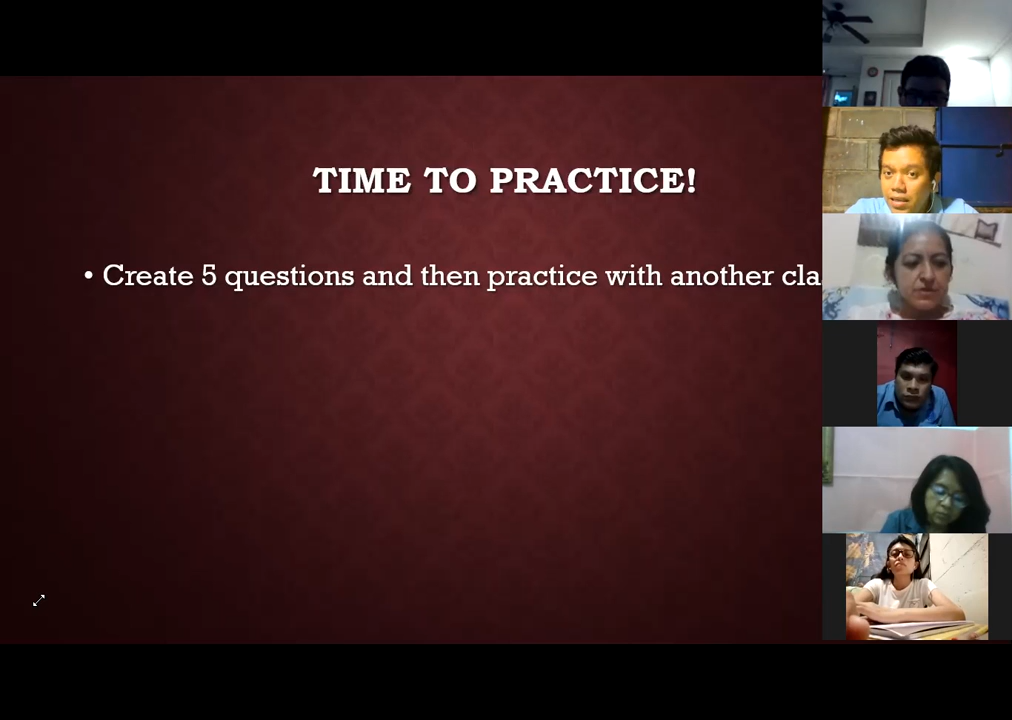 TIME TO PRACTICE!
• Create 5 questions and then practice with another cla